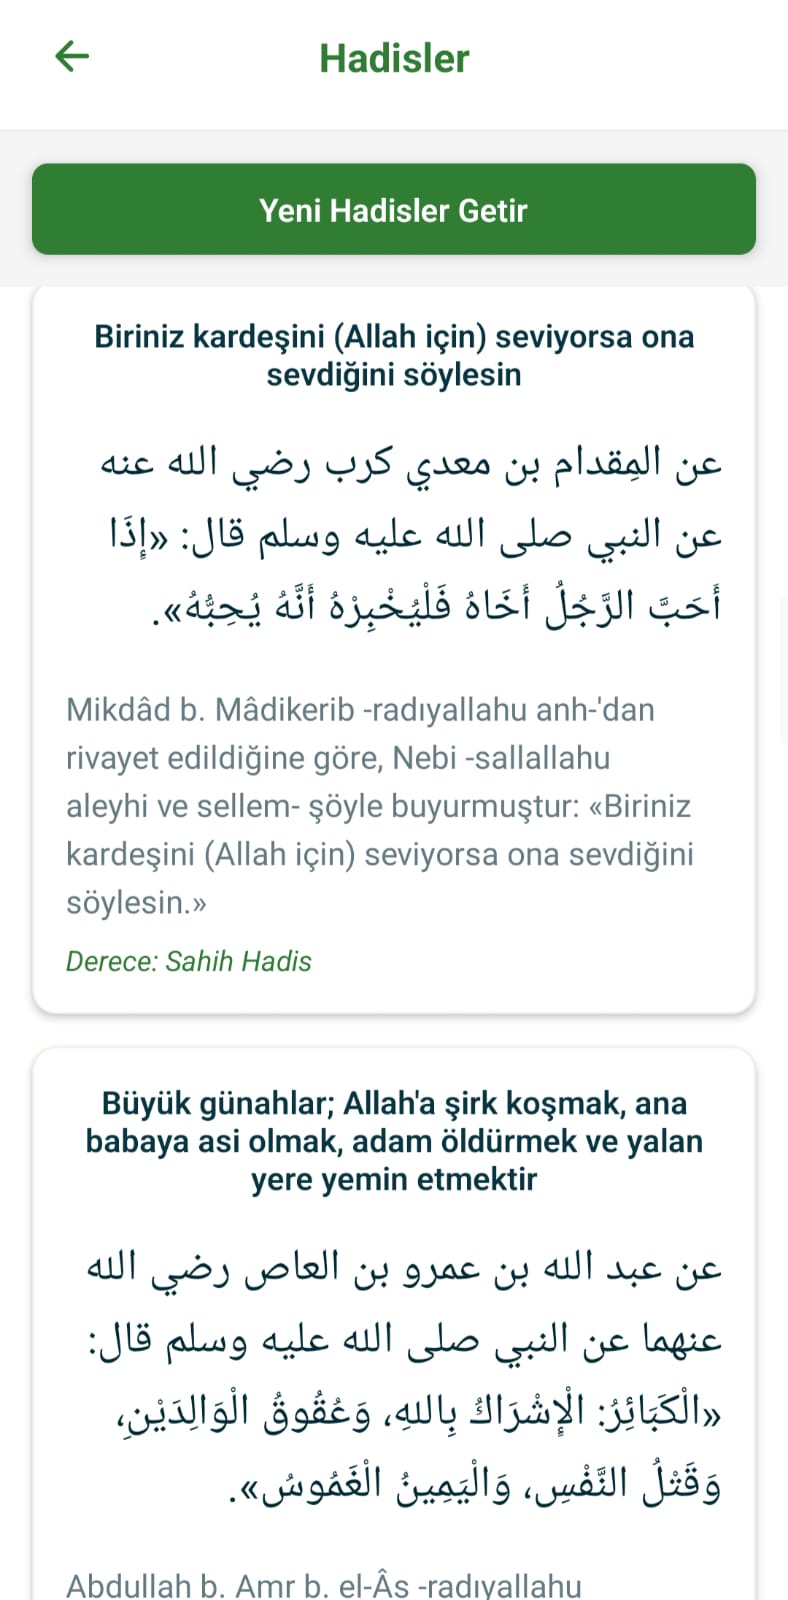 Hadisler
Yeni Hadisler Getir
Biriniz kardeşini (Allah için) seviyorsa ona
sevdiğini söylesin
عن المِقدام بن معدي كرب رضي الله عنه
عن النبي صلى الله عليه وسلم قال: «إِذَا
أَحَبَّ الرَّجُلُ أَخَاهُ فَلْيُخْبِرْهُ أَنَّهُ يُحِبُّهُ».
Mikdâd b. Mâdikerib -radıyallahu anh-'dan
rivayet edildiğine göre, Nebi -sallallahu
aleyhi ve sellem- şöyle buyurmuştur: «Biriniz
kardeşini (Allah için) seviyorsa ona sevdiğini
söylesin.»
Derece: Sahih Hadis
Büyük günahlar; Allah'a şirk koşmak, ana
babaya asi olmak, adam öldürmek ve yalan
yere yemin etmektir
عن عبد الله بن عمرو بن العاص رضي الله
عنهما عن النبي صلى الله عليه وسلم قال:
«الْكَبَائِرُ: الْإِشْرَاكُ بِاللهِ، وَعُقُوقُ الْوَالِدَيْنِ،
وَقَتْلُ النَّفْسِ، وَالْيَمِينُ الْغَمُوسُ».
Abdullah b. Amr b. el-Âs -radıyallahu